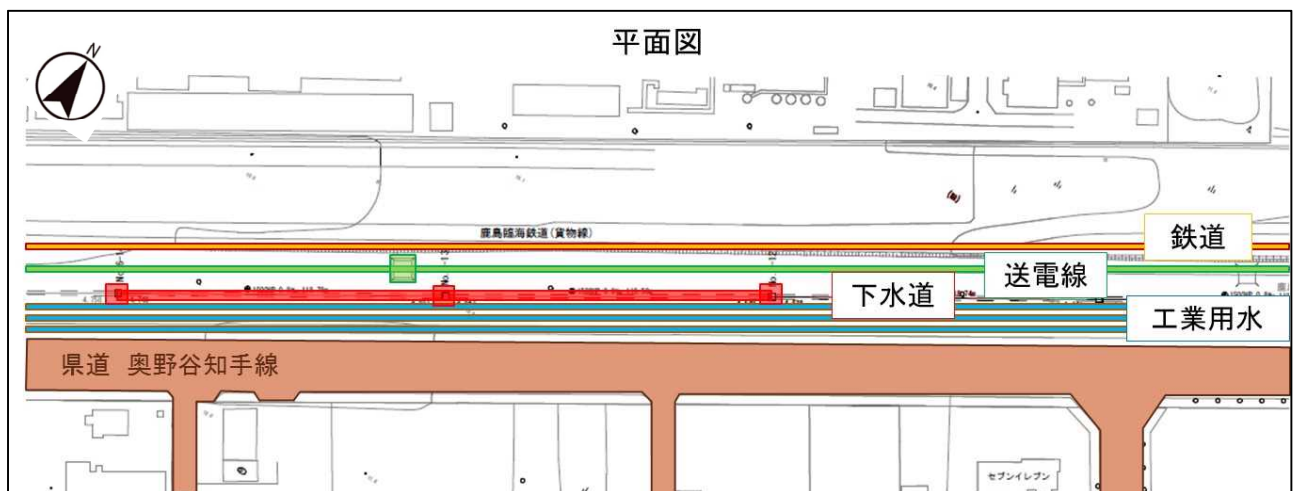 平面図
N
鹿島臨海鉄道(貨物線)
鉄道
送電線
下水道
工業用水
県道 奥野谷知手線
セブンイレブン